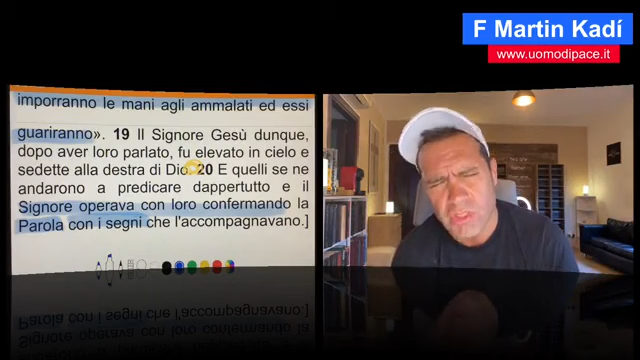 F Martin Kadí
www.uomodipace.it
imporranno le mani agli ammalati ed essi
guariranno». 19 Il Signore Gesù dunque,
dopo aver loro parlato, fu elevato in cielo e
sedette alla destra di Dio. 20 E quelli se ne
andarono a predicare dappertutto e il
Signore operava con loro confermando la
Parola con i segni che l'accompagnavano.]